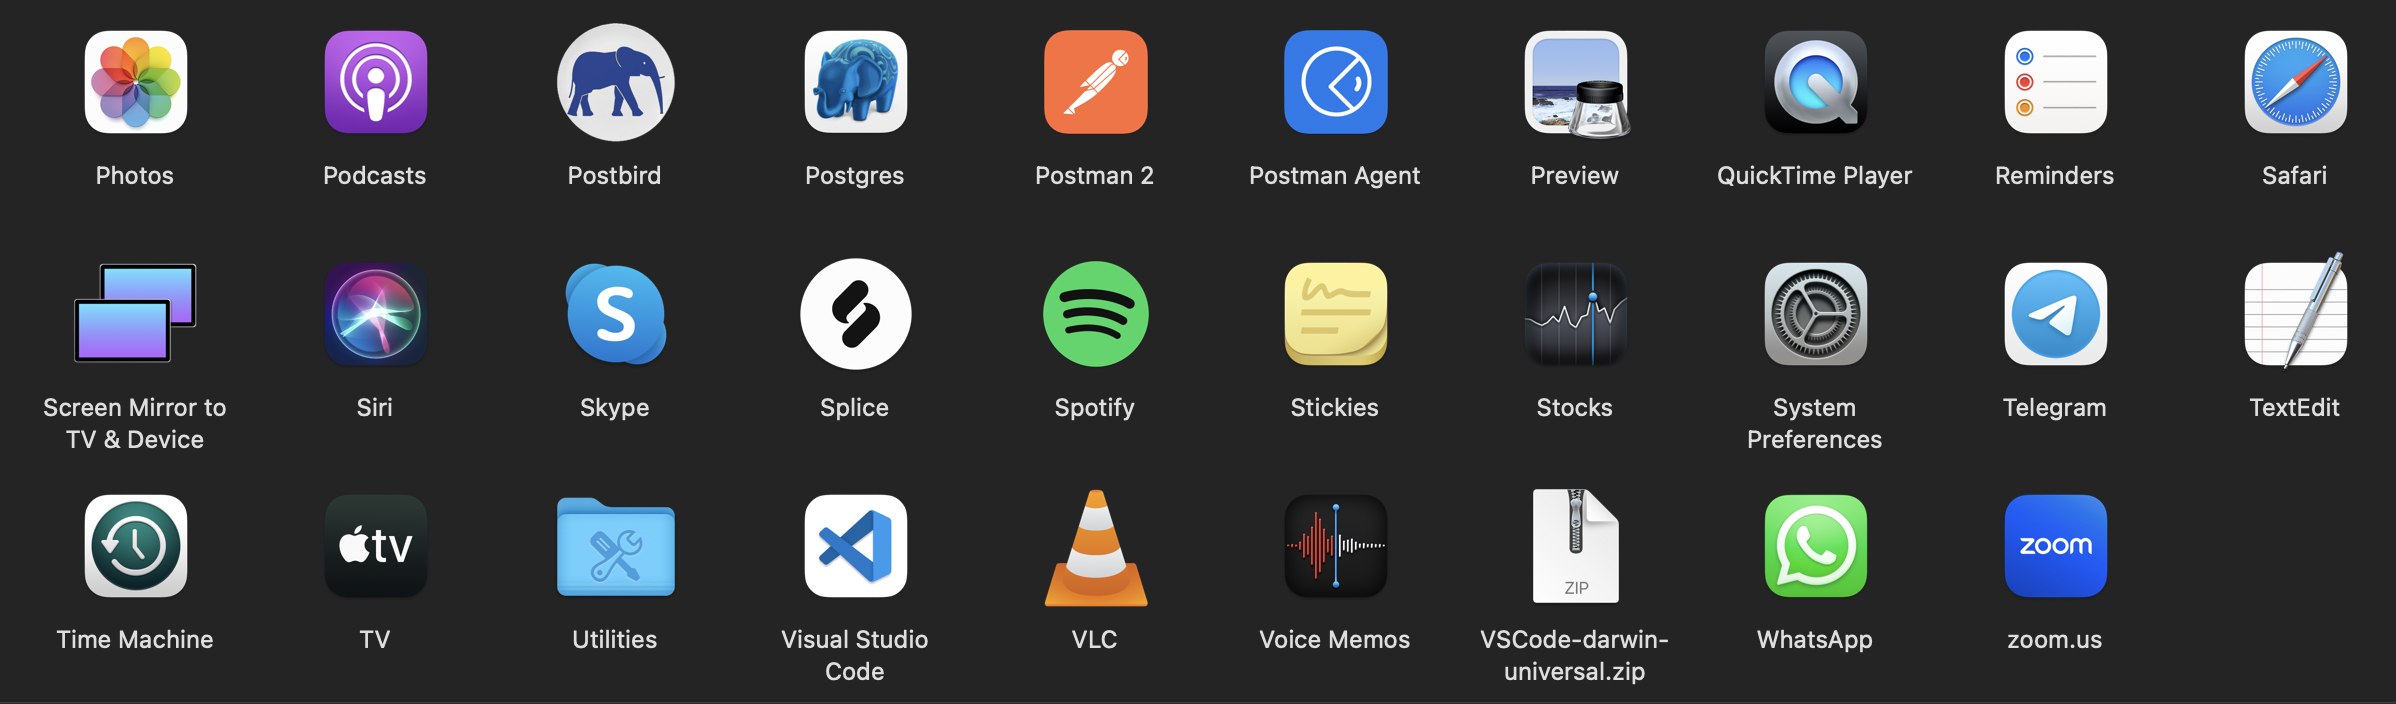 Photos
Podcasts
Postbird
Postgres
Postman 2
Postman Agent
Preview
QuickTime Player
Reminders
Safari
Screen Mirror to
TV & Device
Siri
S
Skype
Splice
Spotify
Stickies
Stocks
System
Preferences
Telegram
TextEdit
Time Machine
tv
TV
Utilities
Visual Studio
Code
VLC
Voice Memos
ZIP
VSCode-darwin-
universal.zip
WhatsApp
zoom
zoom.us